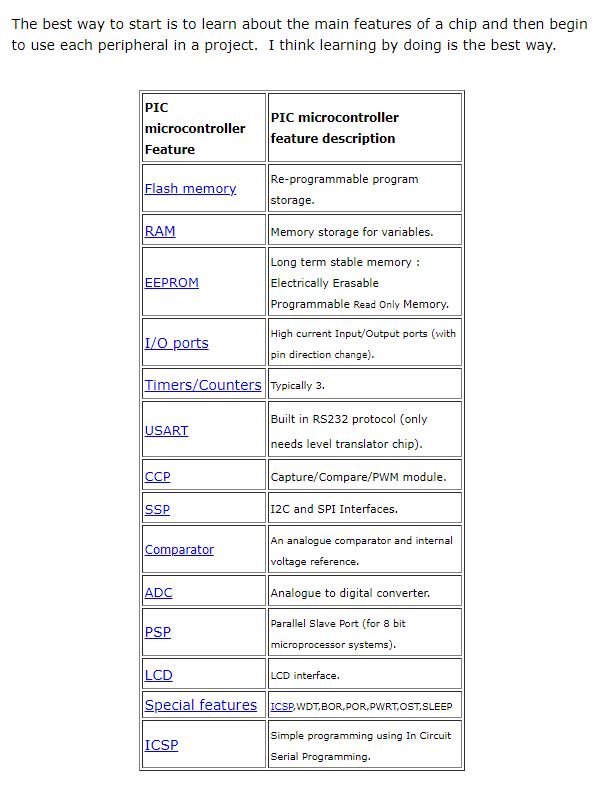 The best way to start is to learn about the main features of a chip and then begin
to use each peripheral in a project.  I think learning by doing is the best way.
PIC
microcontroller
Feature
PIC microcontroller
feature description
Flash memory
Re-programmable program
storage.
RAM
Memory storage for variables.
EEPROM
Long term stable memory :
Electrically Erasable
Programmable Read Only Memory.
I/O ports
High current Input/Output ports (with
pin direction change).
Timers/Counters
Typically 3.
USART
Built in RS232 protocol (only
needs level translator chip).
CCP
Capture/Compare/PWM module.
SSP
I2C and SPI Interfaces.
Comparator
An analogue comparator and internal
voltage reference.
ADC
Analogue to digital converter.
PSP
Parallel Slave Port (for 8 bit
microprocessor systems).
LCD
LCD interface.
Special features
ICSP,WDT,BOR,POR,PWRT,OST,SLEEP
ICSP
Simple programming using In Circuit
Serial Programming.